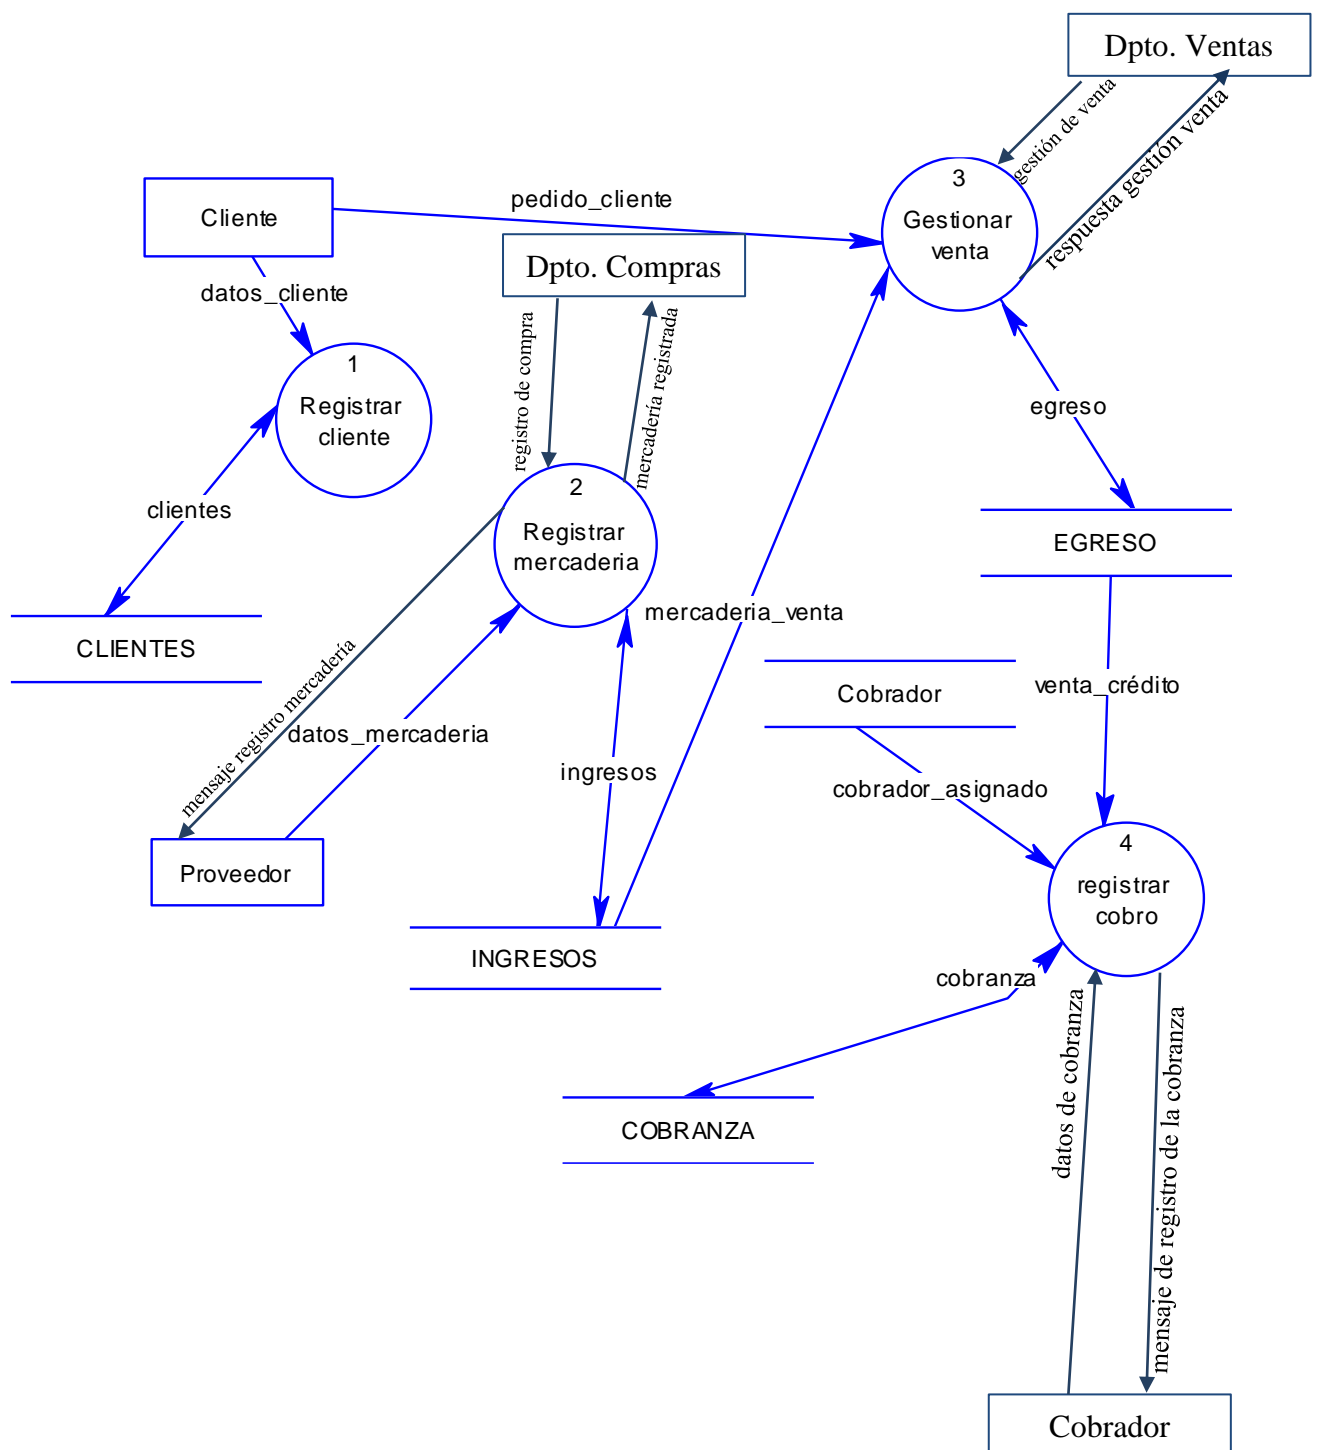 Dpto. Ventas
gestión de venta
respuesta gestión venta
3
Gestionar
venta
pedido_cliente
Cliente
datos_cliente
Dpto. Compras
registro de compra
mercadería registrada
1
Registrar
cliente
egreso
clientes
2
Registrar
mercaderia
EGRESO
mercaderia_venta
CLIENTES
mensaje registro mercadería
datos_mercaderia
venta_crédito
Cobrador
ingresos
cobrador_asignado
4
registrar
cobro
Proveedor
INGRESOS
cobranza
datos de cobranza
mensaje de registro de la cobranza
COBRANZA
Cobrador